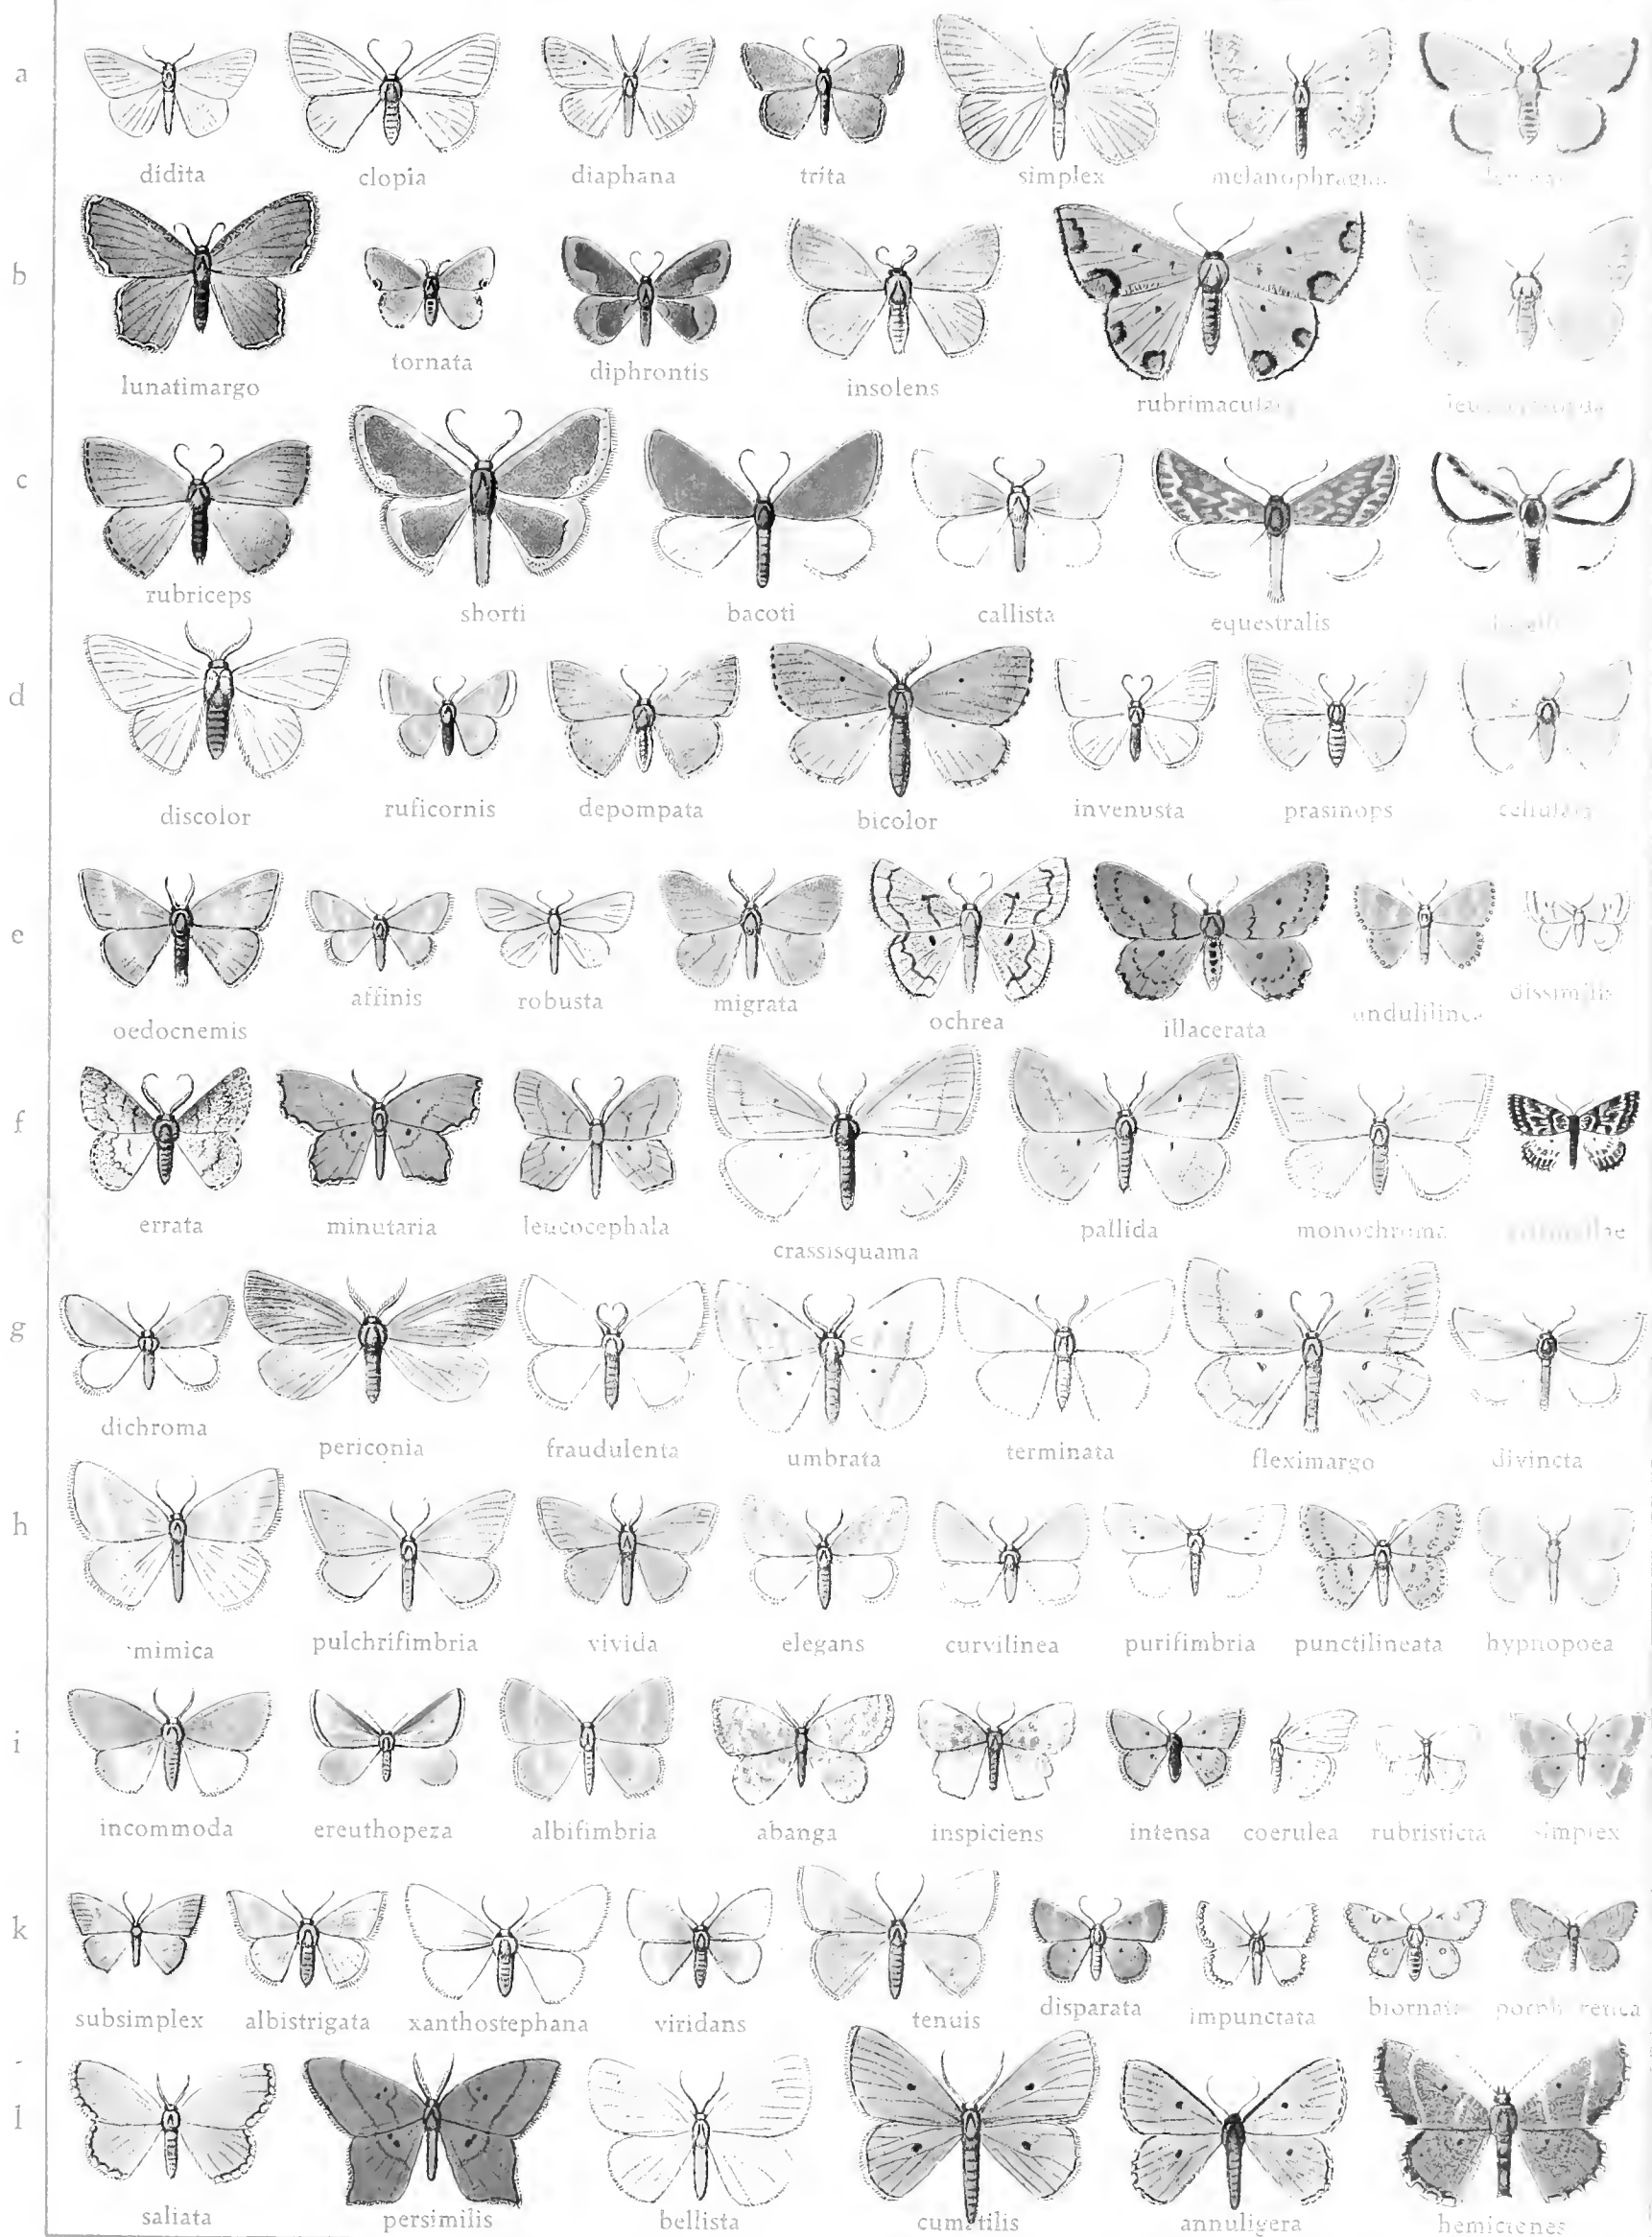 a
didita clopia diaphana trita simplex
b
lunatimargo tornata diphrontis insolens
c
rubriceps shorti bacoti callista equestralis
d
discolor ruficornis depompata bicolor invenusta prasinops
e
oedocnemis affinis robusta migrata ochrea illacerata
f
errata minutaria leucocephala crassisquama pallida
g
dichroma periconia fraudulenta umbrata terminata fleximargo divincta
h
mimica pulchrifimbria vivida elegans curvilinea purifimbria punctilineata hypnopoea
i
incommoda ereuthopeza albifimbria abanga inspiciens intensa coerulea rubristicta simplex
k
subsimplex albistrigata xanthostephana viridans tenuis disparata impunctata
l
saliata persimilis bellista cumatilis annuligera hemictenes